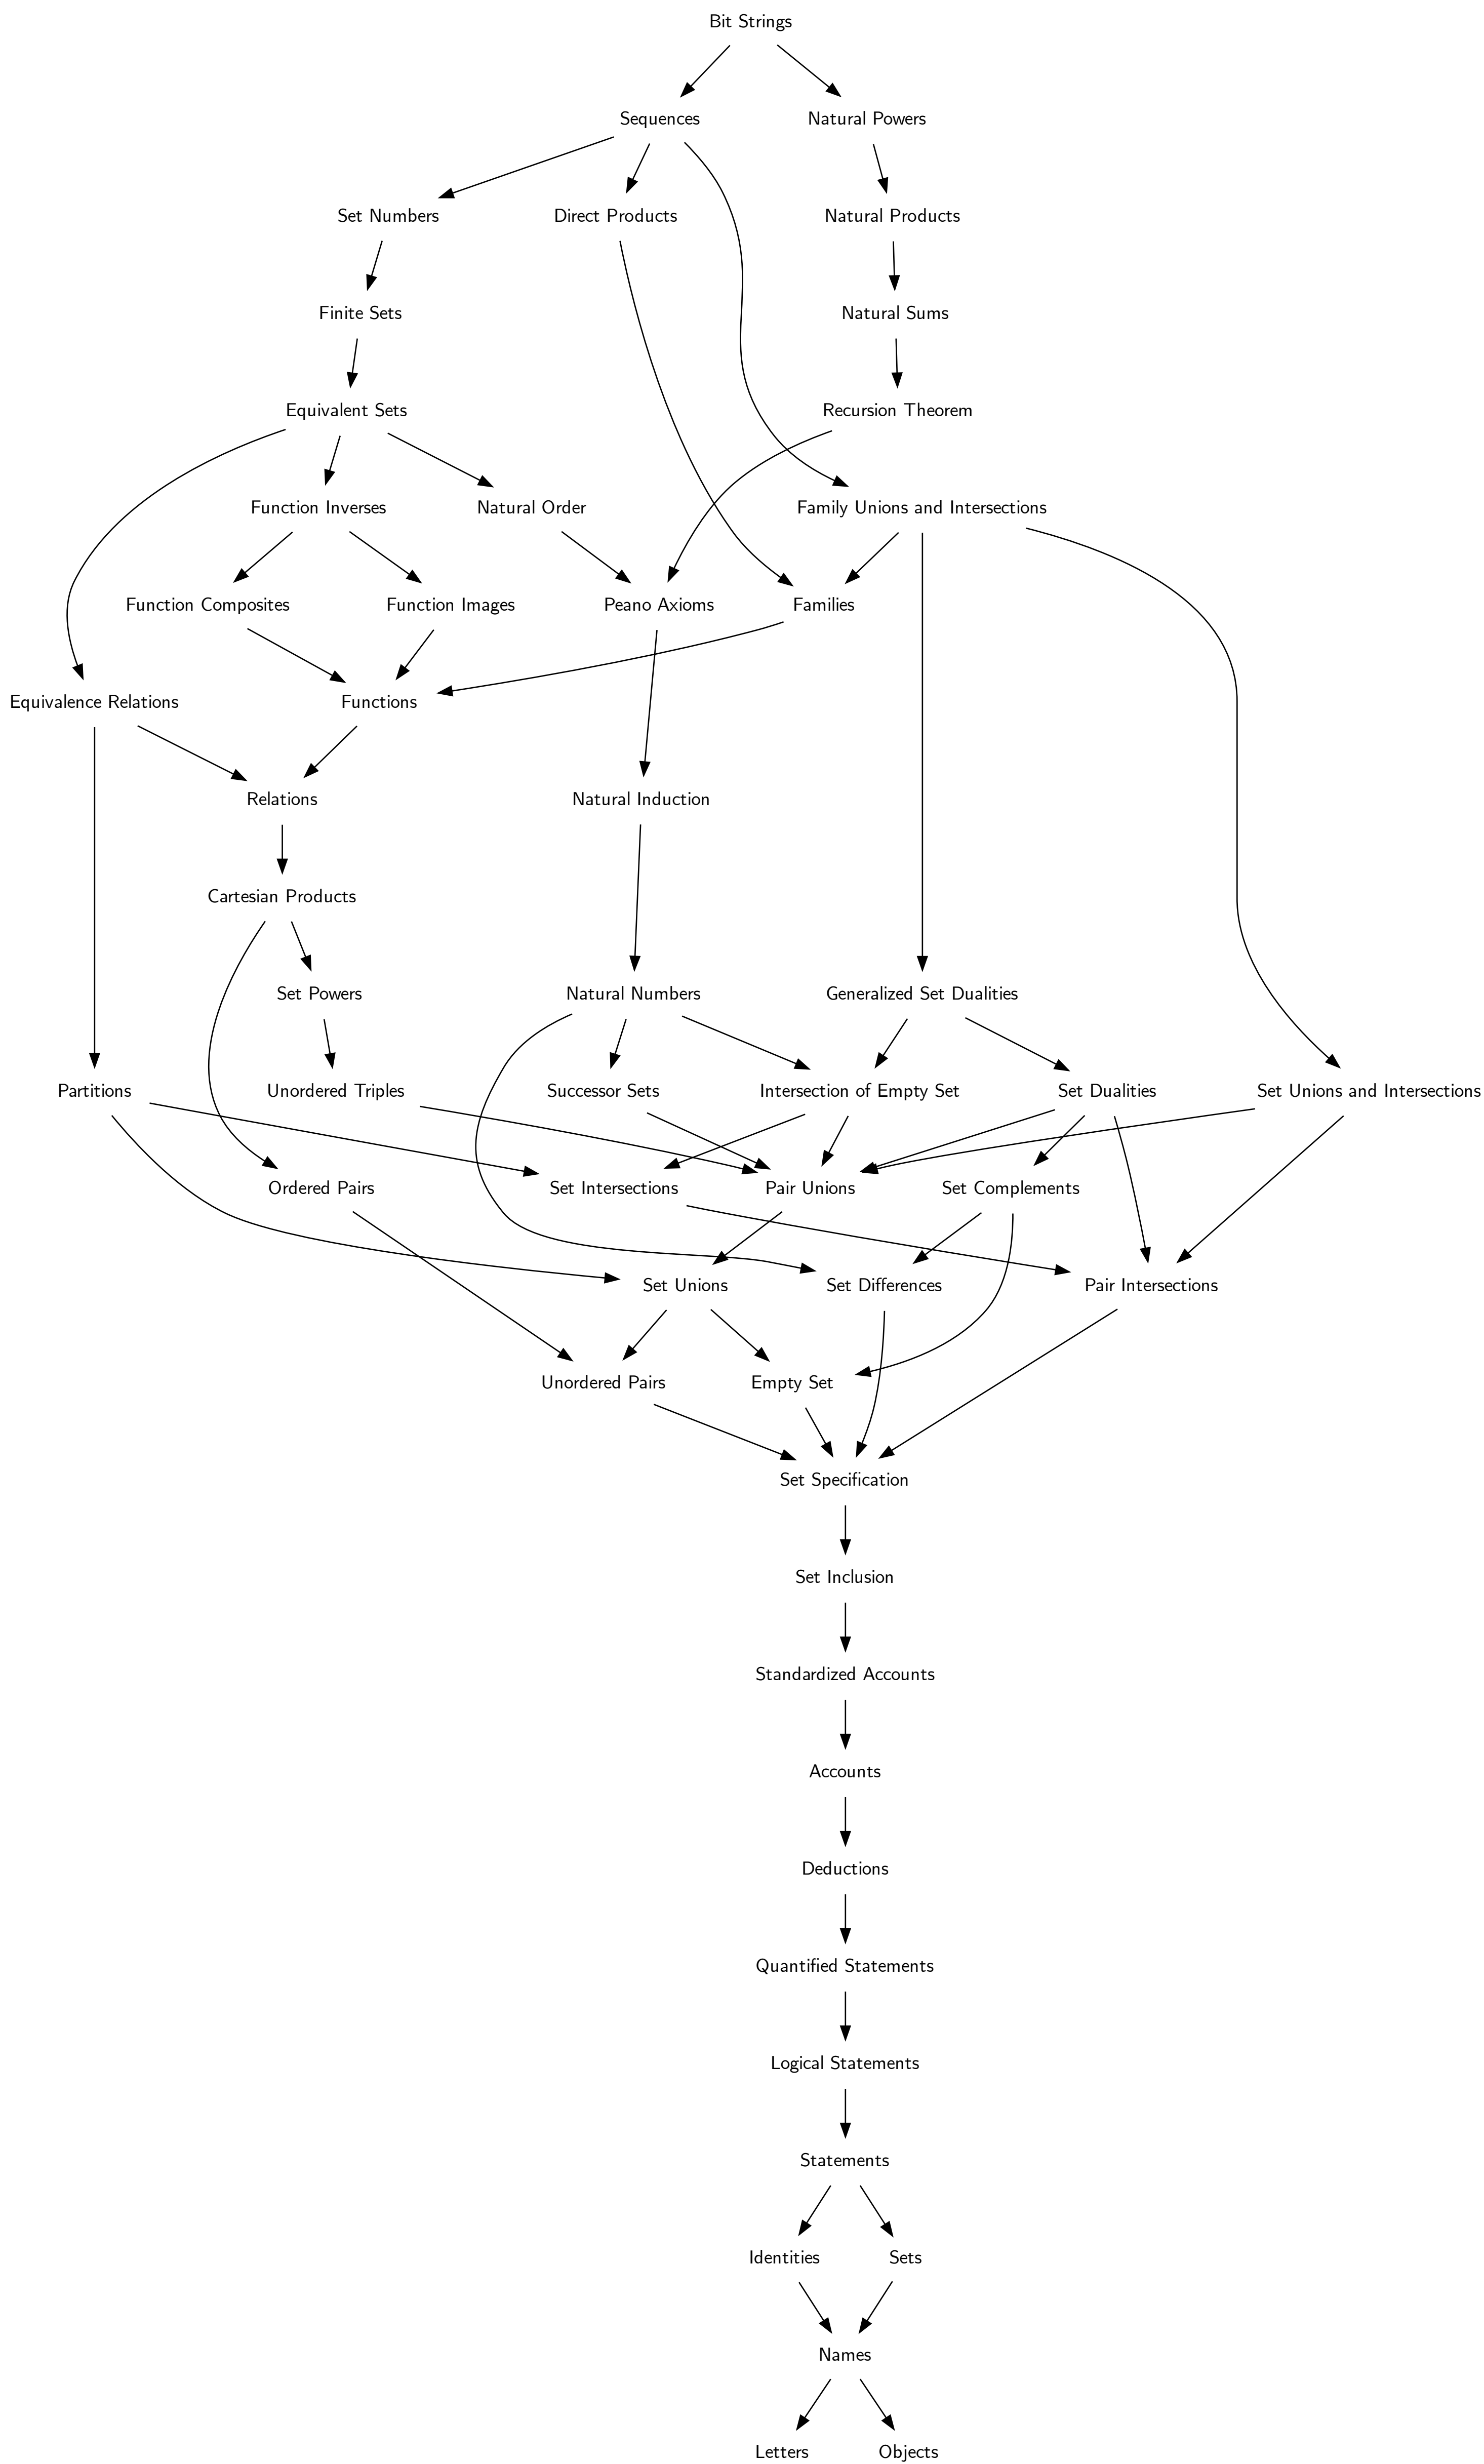 Bit Strings
Sequences
Natural Powers
Set Numbers
Direct Products
Natural Products
Finite Sets
Natural Sums
Equivalent Sets
Recursion Theorem
Function Inverses
Natural Order
Family Unions and Intersections
Function Composites
Function Images
Peano Axioms
Families
Equivalence Relations
Functions
Relations
Natural Induction
Cartesian Products
Set Powers
Natural Numbers
Generalized Set Dualities
Partitions
Unordered Triples
Successor Sets
Intersection of Empty Set
Set Dualities
Set Unions and Intersections
Ordered Pairs
Set Intersections
Pair Unions
Set Complements
Set Unions
Set Differences
Pair Intersections
Unordered Pairs
Empty Set
Set Specification
Set Inclusion
Standardized Accounts
Accounts
Deductions
Quantified Statements
Logical Statements
Statements
Identities
Sets
Names
Letters
Objects